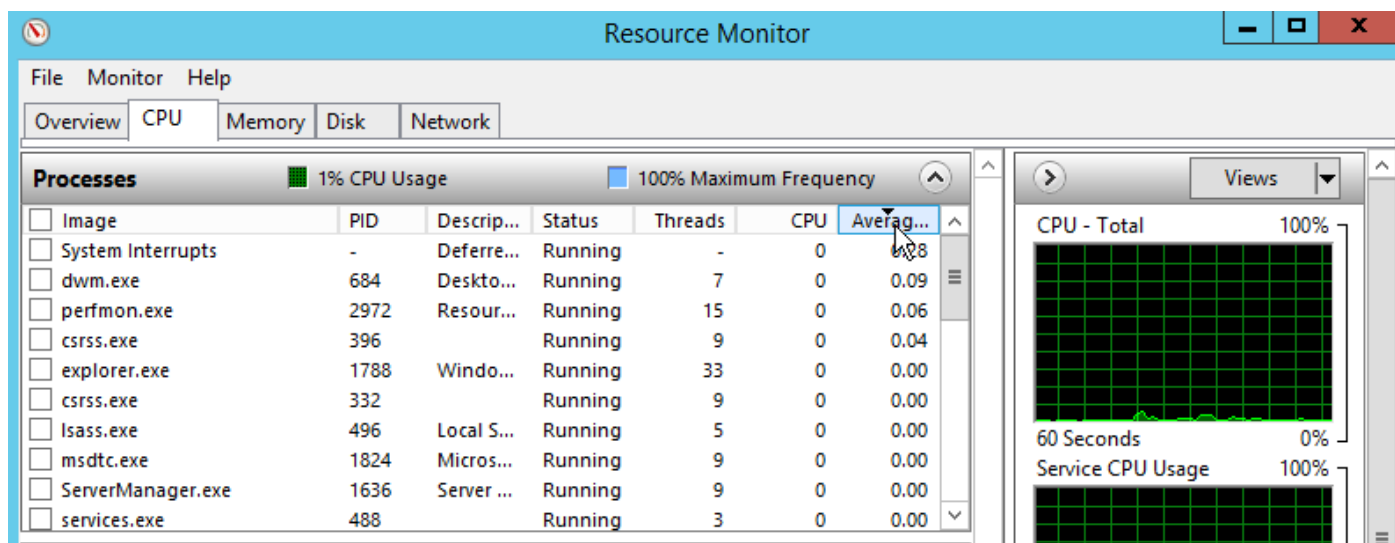 Resource Monitor
File Monitor Help
Overview CPU Memory Disk Network
Processes 1% CPU Usage 100% Maximum Frequency Views
Image PID Descrip... Status Threads CPU Averag...
System Interrupts - Deferre... Running - 0
dwm.exe 684 Deskto... Running 7 0 0.09
perfmon.exe 2972 Resour... Running 15 0 0.06
csrss.exe 396 Running 9 0 0.04
explorer.exe 1788 Windo... Running 33 0 0.00
csrss.exe 332 Running 9 0 0.00
lsass.exe 496 Local S... Running 5 0 0.00
msdtc.exe 1824 Micros... Running 9 0 0.00
ServerManager.exe 1636 Server ... Running 9 0 0.00
services.exe 488 Running 3 0 0.00
CPU - Total 100%
60 Seconds 0%
Service CPU Usage 100%